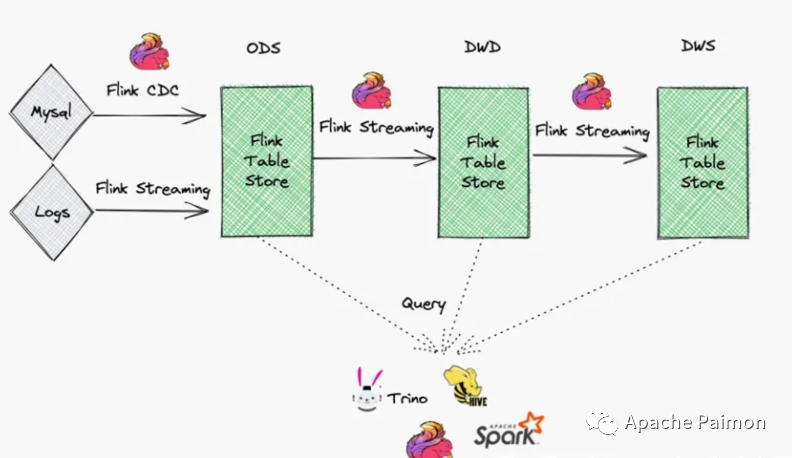 ODS
DWD
DWS
Flink CDC
Mysql
Flink Streaming
Flink Streaming
Flink
Table
Store
Flink
Table
Store
Flink
Table
Store
Flink Streaming
Logs
Query
Trino
HIVE
APACHE
Spark
Apache Paimon